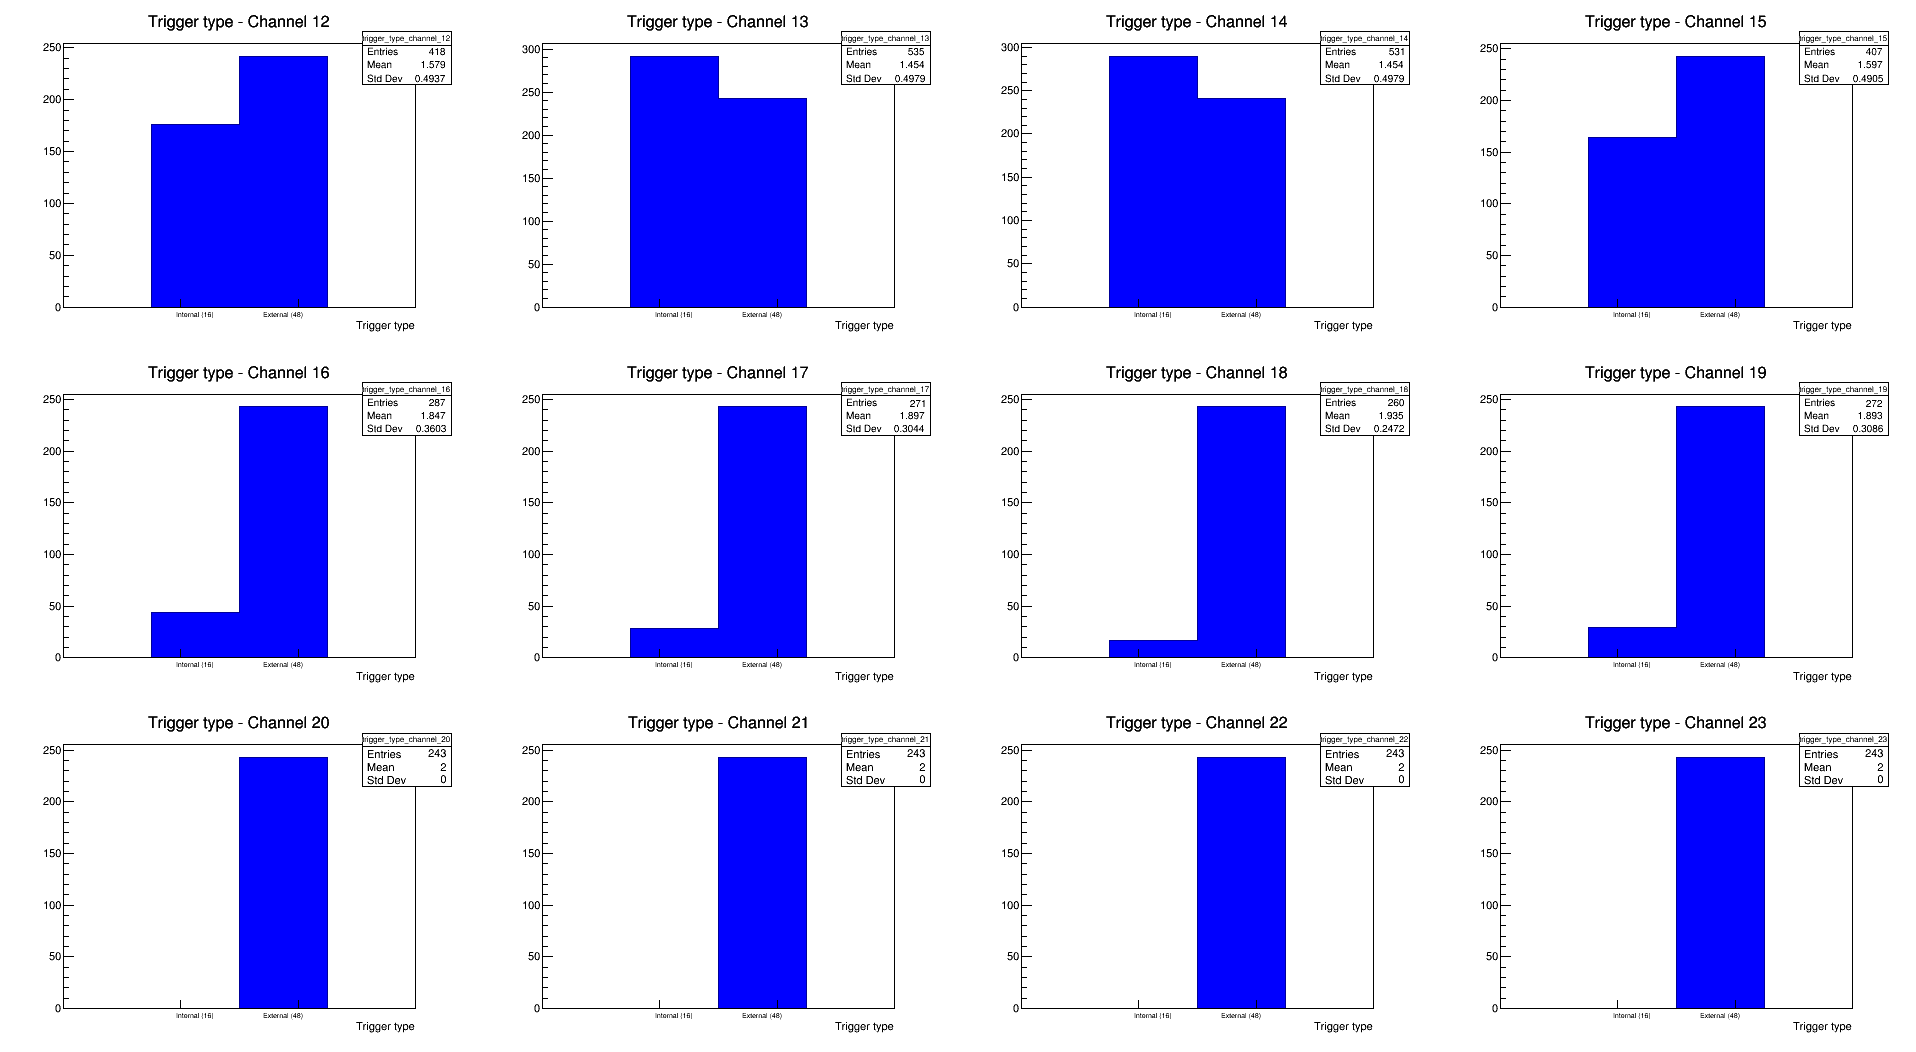 Trigger type - Channel 12
trigger_type_channel_12
Entries 418
Mean 1.579
Std Dev 0.4937
250
200
150
100
50
0
Internal (16) External (48)
Trigger type
Trigger type - Channel 13
trigger_type_channel_13
Entries 535
Mean 1.454
Std Dev 0.4979
300
250
200
150
100
50
0
Internal (16) External (48)
Trigger type
Trigger type - Channel 14
trigger_type_channel_14
Entries 531
Mean 1.454
Std Dev 0.4979
300
250
200
150
100
50
0
Internal (16) External (48)
Trigger type
Trigger type - Channel 15
trigger_type_channel_15
Entries 407
Mean 1.597
Std Dev 0.4905
250
200
150
100
50
0
Internal (16) External (48)
Trigger type
Trigger type - Channel 16
trigger_type_channel_16
Entries 287
Mean 1.847
Std Dev 0.3603
250
200
150
100
50
0
Internal (16) External (48)
Trigger type
Trigger type - Channel 17
trigger_type_channel_17
Entries 271
Mean 1.897
Std Dev 0.3044
250
200
150
100
50
0
Internal (16) External (48)
Trigger type
Trigger type - Channel 18
trigger_type_channel_18
Entries 260
Mean 1.935
Std Dev 0.2472
250
200
150
100
50
0
Internal (16) External (48)
Trigger type
Trigger type - Channel 19
trigger_type_channel_19
Entries 272
Mean 1.893
Std Dev 0.3086
250
200
150
100
50
0
Internal (16) External (48)
Trigger type
Trigger type - Channel 20
trigger_type_channel_20
Entries 243
Mean 2
Std Dev 0
250
200
150
100
50
0
Internal (16) External (48)
Trigger type
Trigger type - Channel 21
trigger_type_channel_21
Entries 243
Mean 2
Std Dev 0
250
200
150
100
50
0
Internal (16) External (48)
Trigger type
Trigger type - Channel 22
trigger_type_channel_22
Entries 243
Mean 2
Std Dev 0
250
200
150
100
50
0
Internal (16) External (48)
Trigger type
Trigger type - Channel 23
trigger_type_channel_23
Entries 243
Mean 2
Std Dev 0
250
200
150
100
50
0
Internal (16) External (48)
Trigger type